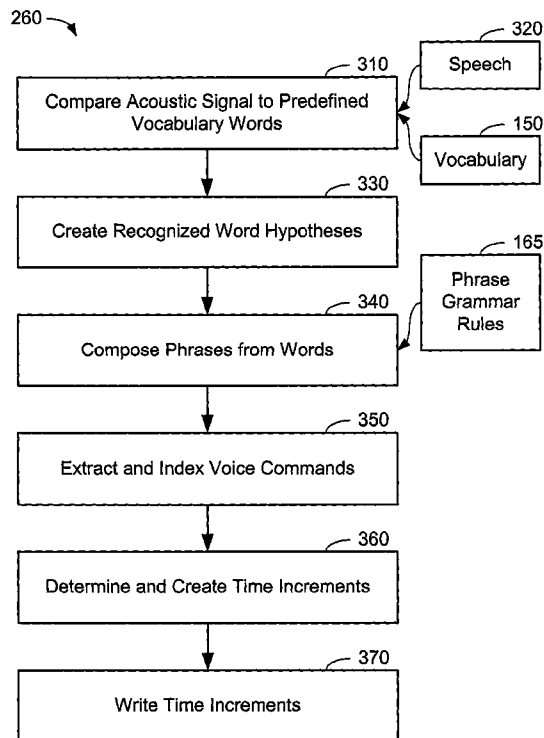 260
320
310
Speech
Compare Acoustic Signal to Predefined
Vocabulary Words
150
Vocabulary
330
Create Recognized Word Hypotheses
165
Phrase
Grammar
Rules
340
Compose Phrases from Words
350
Extract and Index Voice Commands
360
Determine and Create Time Increments
370
Write Time Increments